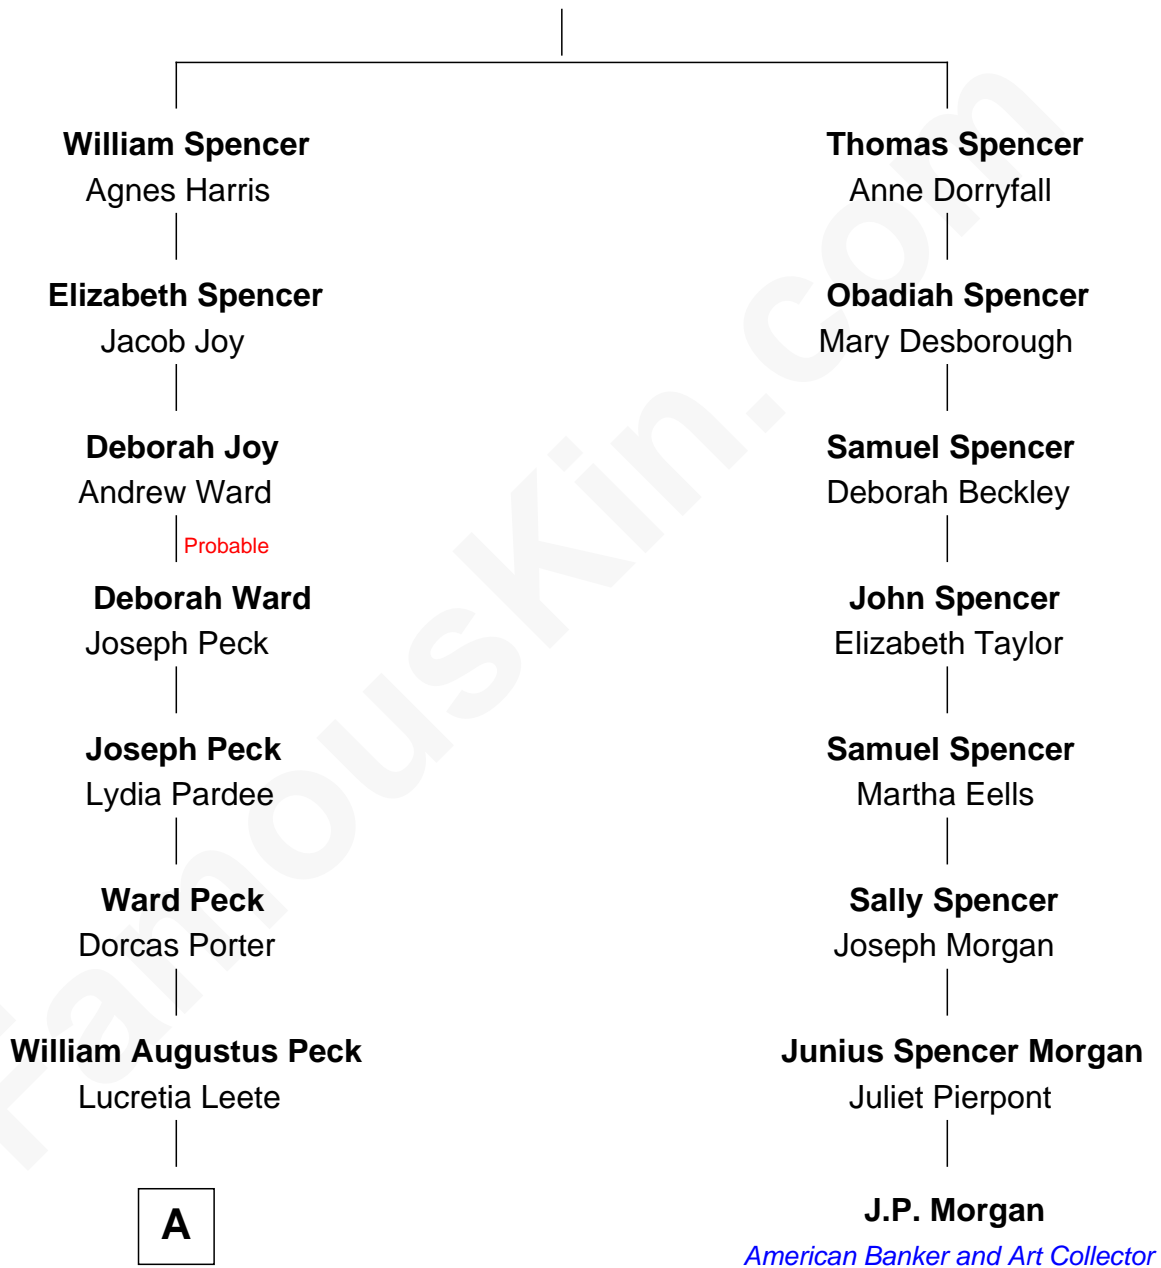 William Spencer
Agnes Harris
Elizabeth Spencer
Jacob Joy
Deborah Joy
Andrew Ward
Probable
Deborah Ward
Joseph Peck
Joseph Peck
Lydia Pardee
Ward Peck
Dorcas Porter
William Augustus Peck
Lucretia Leete
A
Thomas Spencer
Anne Dorryfall
Obadiah Spencer
Mary Desborough
Samuel Spencer
Deborah Beckley
John Spencer
Elizabeth Taylor
Samuel Spencer
Martha Eells
Sally Spencer
Joseph Morgan
Junius Spencer Morgan
Juliet Pierpont
J.P. Morgan
American Banker and Art Collector
FamousKin.com